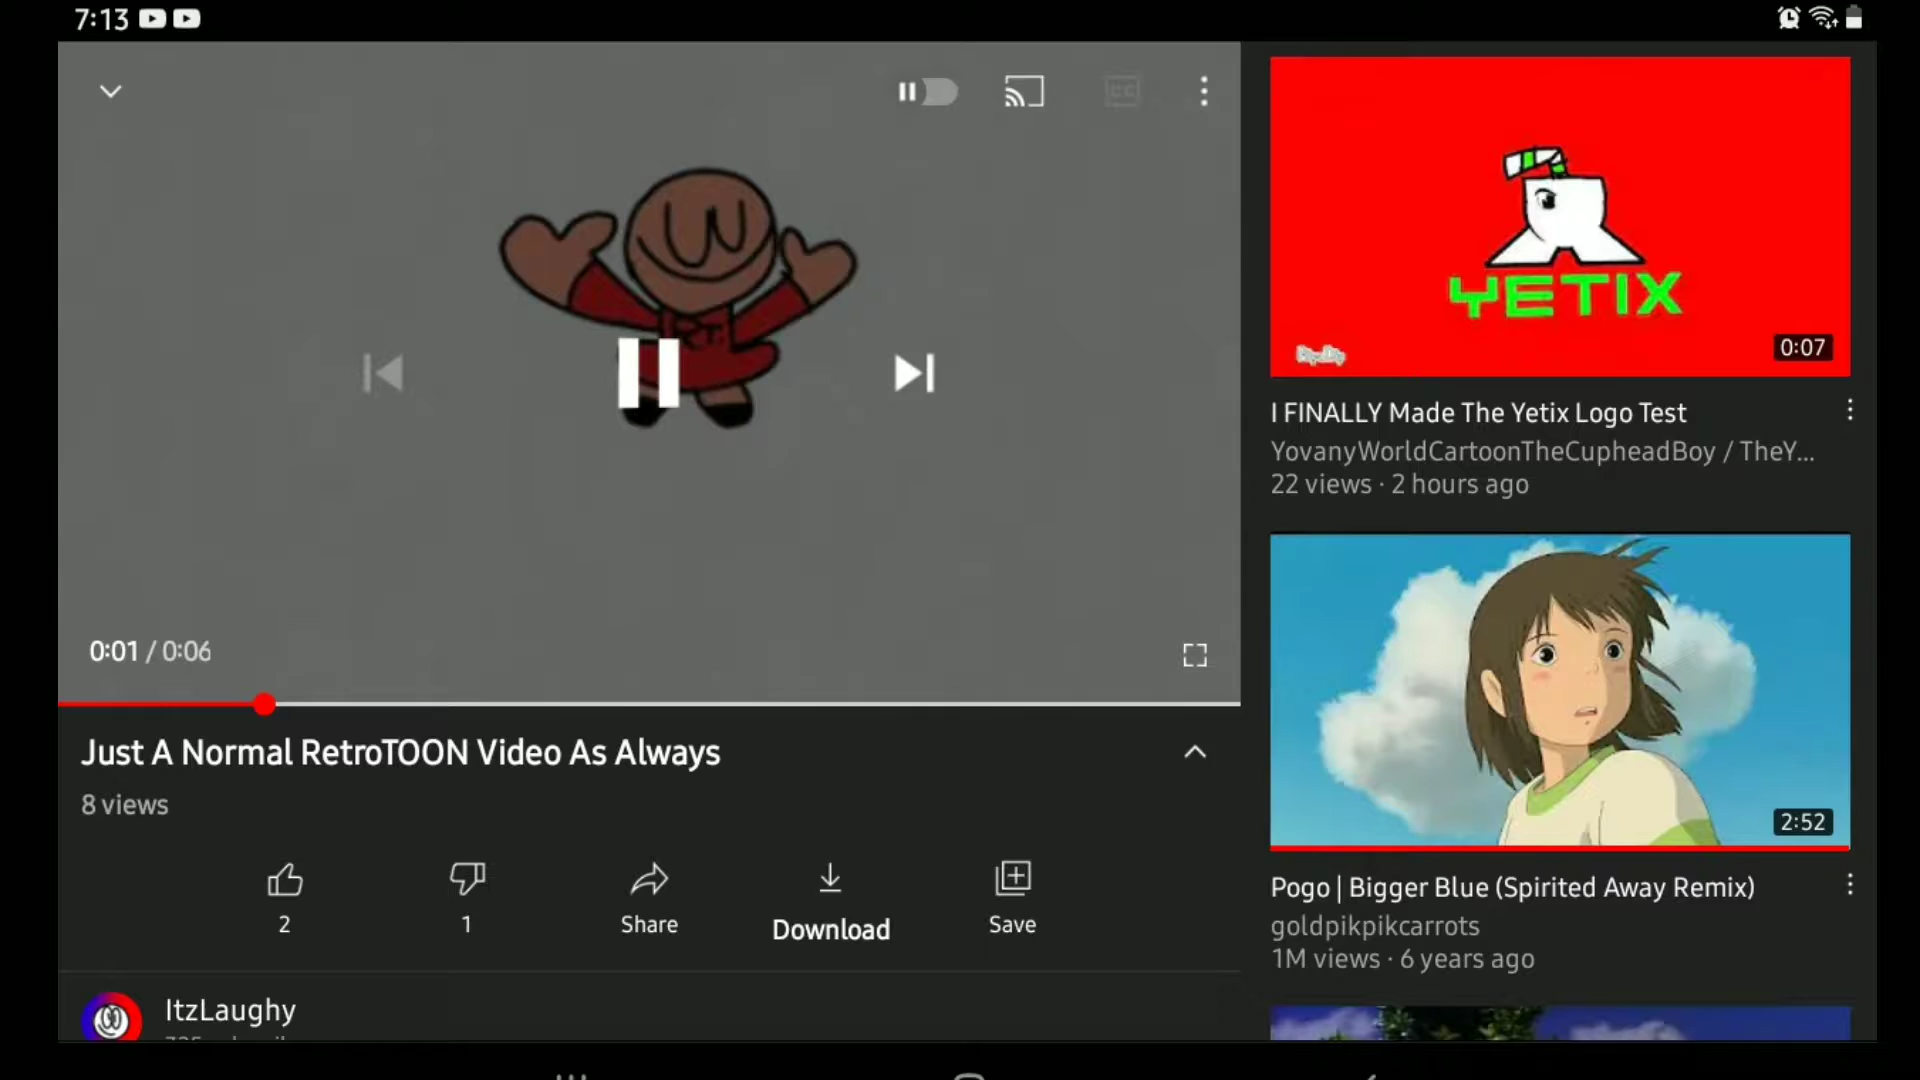 7:13
CC
0:01 / 0:06
Just A Normal RetroTOON Video As Always
8 views
2
1
Share
Download
Save
ItzLaughy
YETIX
0:07
I FINALLY Made The Yetix Logo Test
YovanyWorldCartoonTheCupheadBoy / TheY...
22 views · 2 hours ago
2:52
Pogo | Bigger Blue (Spirited Away Remix)
goldpikpikcarrots
1M views · 6 years ago